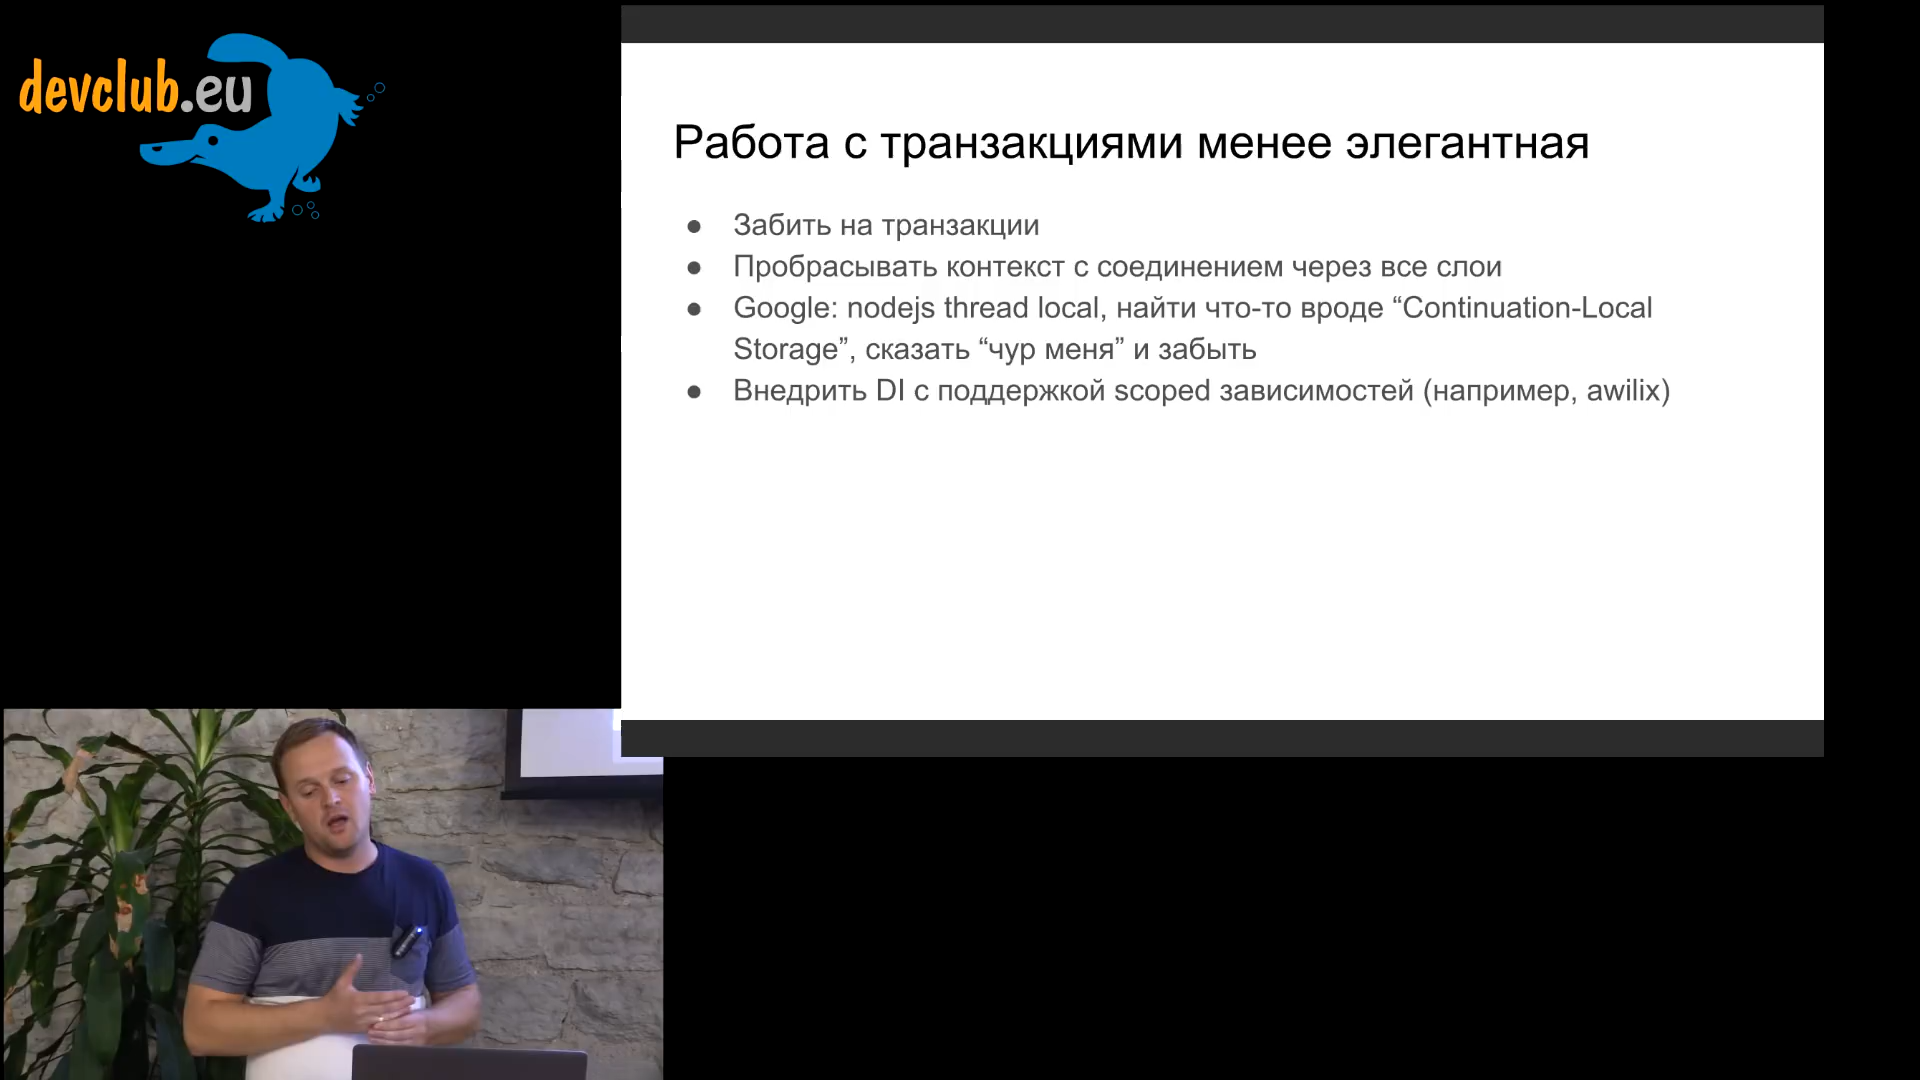 devclub.eu
Работа с транзакциями менее элегантная
● Забить на транзакции
● Пробрасывать контекст с соединением через все слои
● Google: nodejs thread local, найти что-то вроде “Continuation-Local
Storage”, сказать “чур меня” и забыть
● Внедрить DI с поддержкой scoped зависимостей (например, awilix)